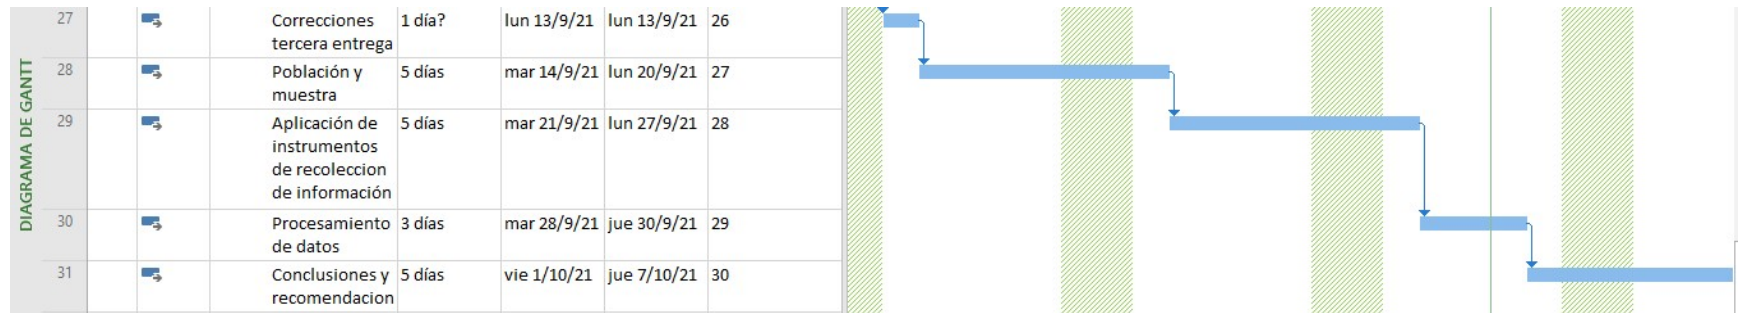 DIAGRAMA DE GANTT
27 Correcciones 1 día? lun 13/9/21 lun 13/9/21 26
tercera entrega
28 Población y 5 días mar 14/9/21 lun 20/9/21 27
muestra
29 Aplicación de 5 días mar 21/9/21 lun 27/9/21 28
instrumentos
de recoleccion
de información
30 Procesamiento 3 días mar 28/9/21 jue 30/9/21 29
de datos
31 Conclusiones y 5 días vie 1/10/21 jue 7/10/21 30
recomendacion